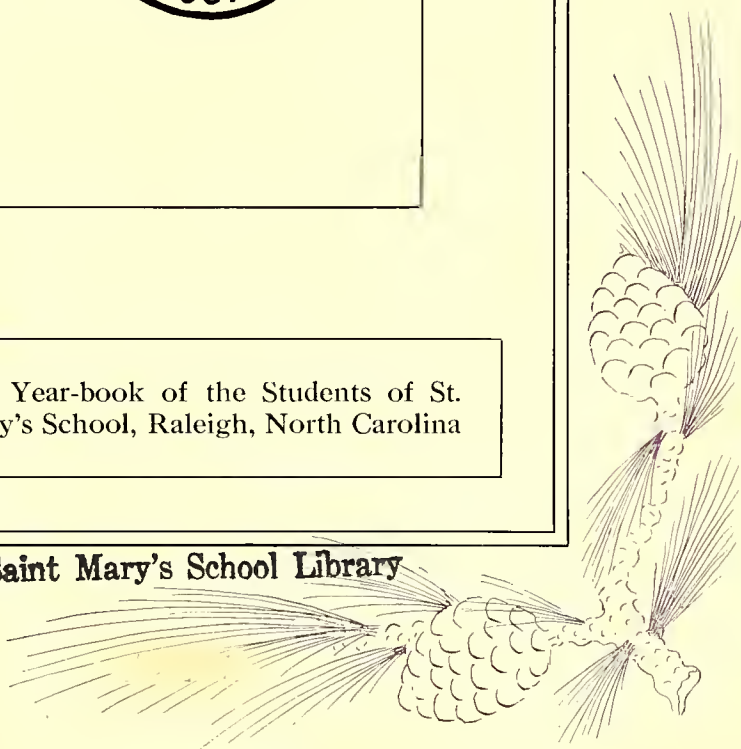 Year-book of the Students of St.
y's School, Raleigh, North Carolina
aint Mary's School Library